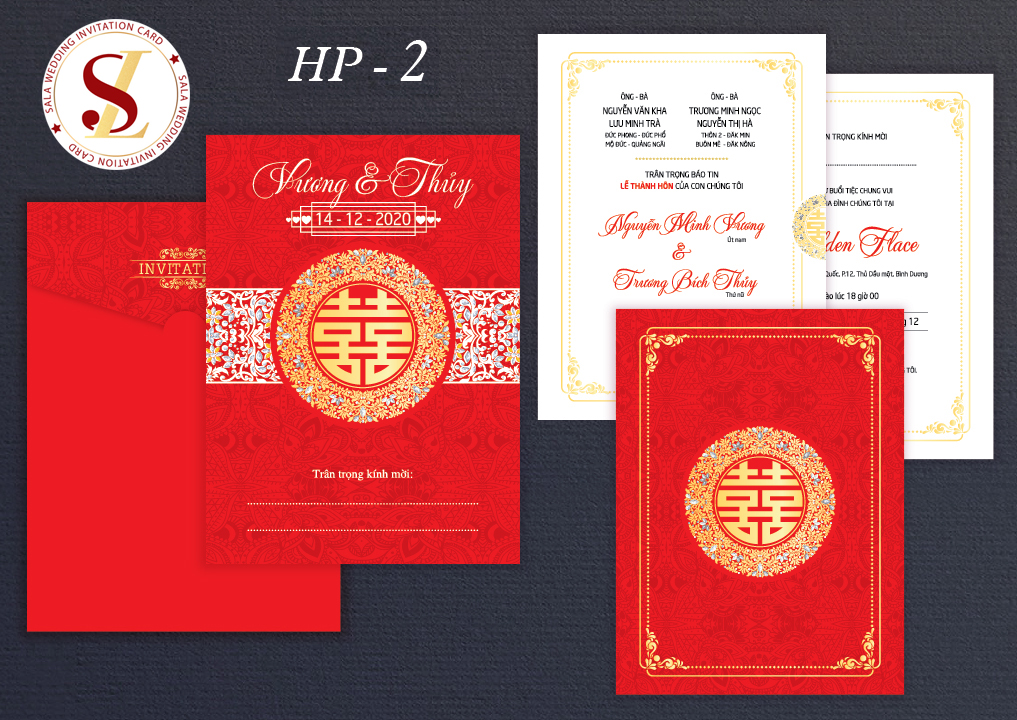 SALA WEDDING INVITATION CARD
SALA WEDDING INVITATION CARD
SL
HP - 2
INVITATI
Vương & Thủy
14 - 12 - 2020
囍
Trân trọng kính mời:
ÔNG - BÀ
NGUYỄN VĂN KHA
LƯU MINH TRÀ
ĐỨC PHONG - ĐỨC PHỔ
MỘ ĐỨC - QUẢNG NGÃI
ÔNG - BÀ
TRƯƠNG MINH NGỌC
NGUYỄN THỊ HÀ
THÔN 2 - ĐĂK MIN
BUÔN MÊ - ĐĂK NÔNG
TRÂN TRỌNG BÁO TIN
LỄ THÀNH HÔN CỦA CON CHÚNG TÔI
Nguyễn Minh Vương
Út nam
&
Trương Bích Thủy
Thứ nữ
N TRỌNG KÍNH MỜI
BUỔI TIỆC CHUNG VUI
A ĐÌNH CHÚNG TÔI TẠI
囍
lden Flace
Quốc, P.12, Thủ Dầu một, Bình Dương
ào lúc 18 giờ 00
g 12
TÔI.
囍